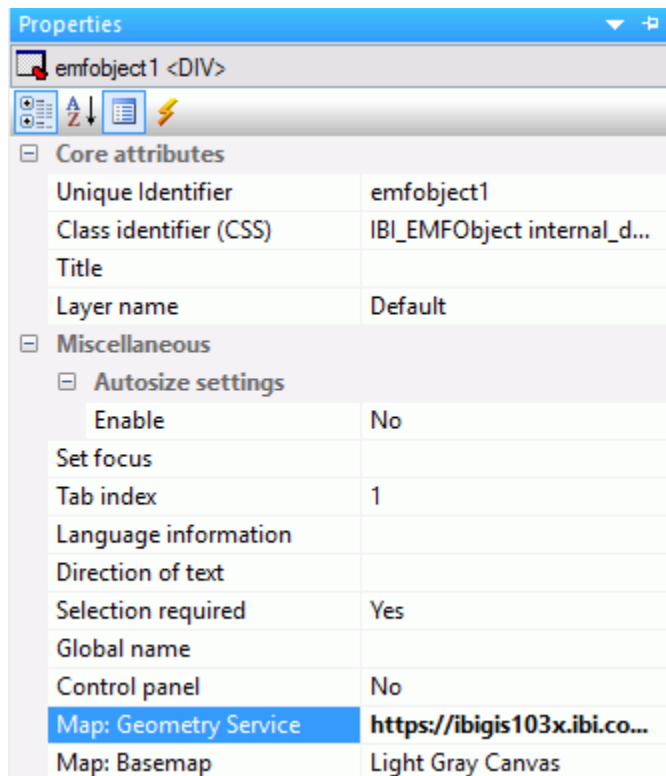 Properties
emfobject1 <DIV>
Core attributes
Unique Identifier emfobject1
Class identifier (CSS) IBI_EMFObject internal_d...
Title
Layer name Default
Miscellaneous
Autosize settings
Enable No
Set focus
Tab index 1
Language information
Direction of text
Selection required Yes
Global name
Control panel No
Map: Geometry Service https://ibigis103x.ibi.co...
Map: Basemap Light Gray Canvas